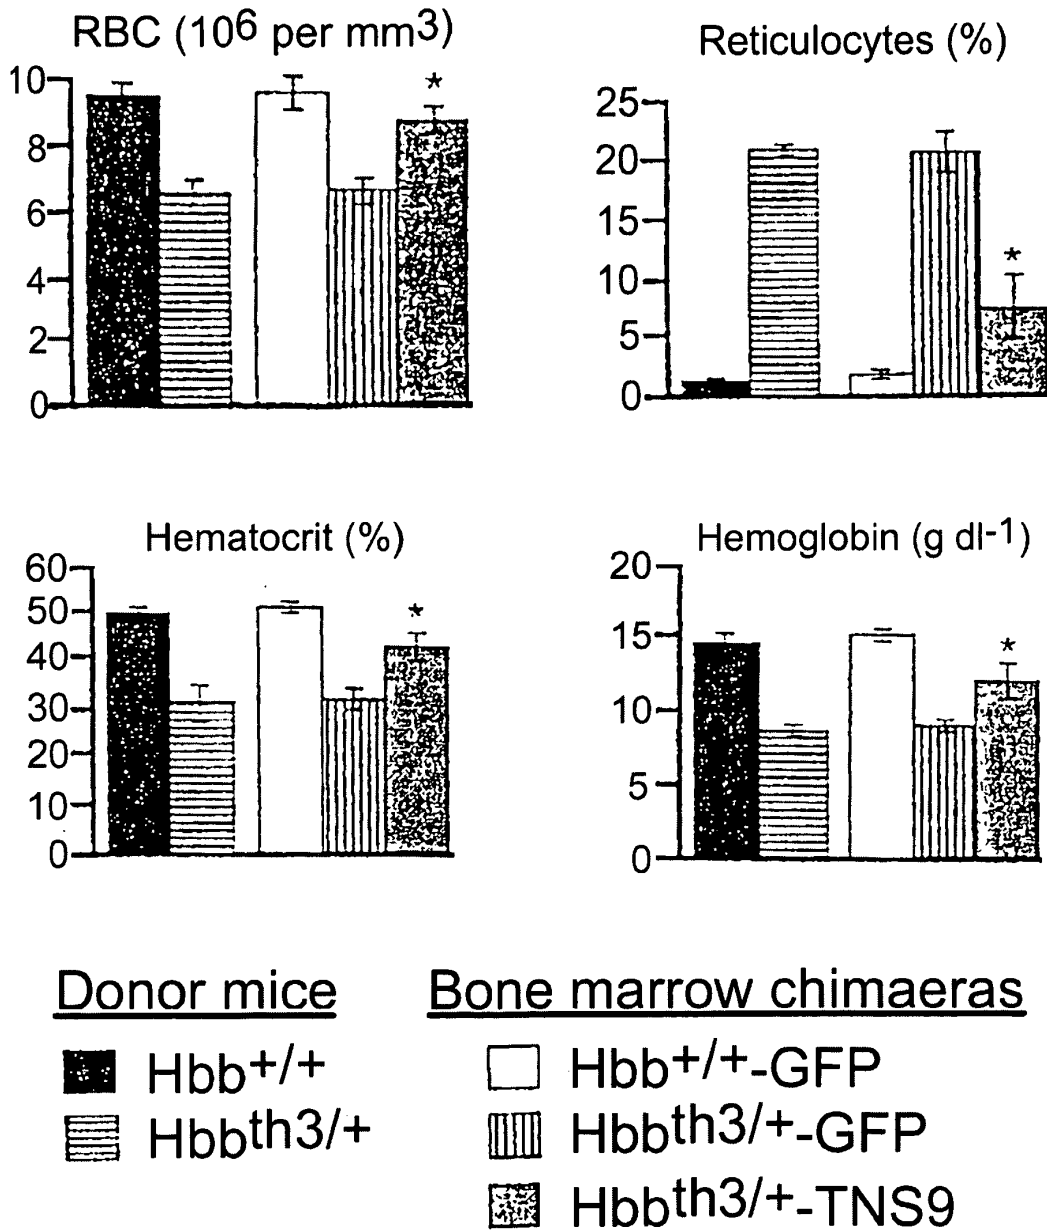 RBC (10⁶ per mm³)
10
8
6
4
2
0
*
Reticulocytes (%)
25
20
15
10
5
0
*
Hematocrit (%)
60
50
40
30
20
10
0
*
Hemoglobin (g dl⁻¹)
20
15
10
5
0
*
Donor mice
Hbb⁺/⁺
Hbbᵗʰ³/⁺
Bone marrow chimaeras
Hbb⁺/⁺-GFP
Hbbᵗʰ³/⁺-GFP
Hbbᵗʰ³/⁺-TNS9